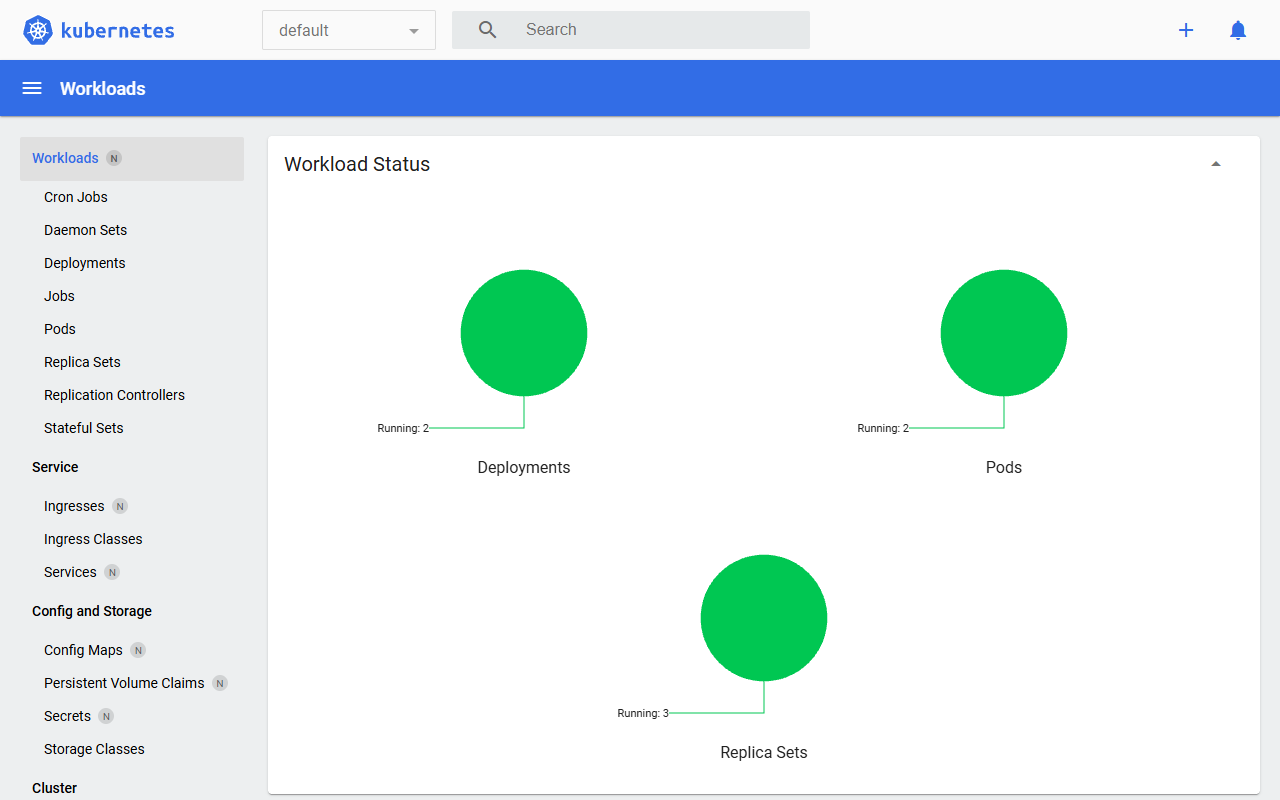 kubernetes
default
Search
Workloads
Workloads N
Cron Jobs
Daemon Sets
Deployments
Jobs
Pods
Replica Sets
Replication Controllers
Stateful Sets
Service
Ingresses N
Ingress Classes
Services N
Config and Storage
Config Maps N
Persistent Volume Claims N
Secrets N
Storage Classes
Cluster
Workload Status
Running: 2
Deployments
Running: 2
Pods
Running: 3
Replica Sets